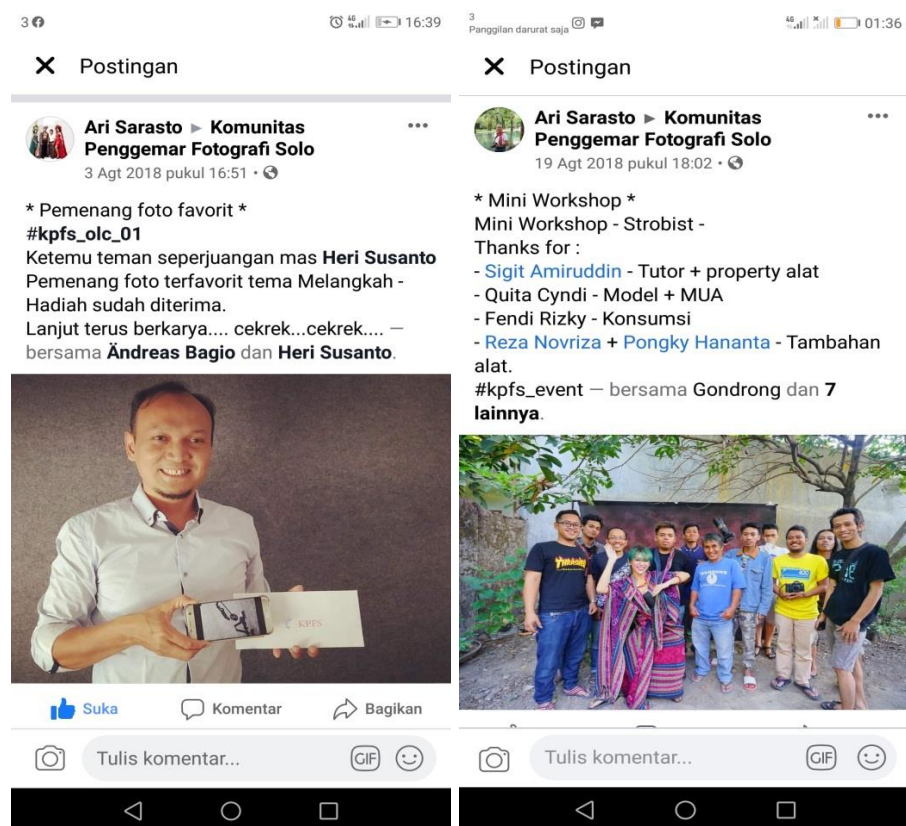 3
16:39
Postingan
Ari Sarasto ▸ Komunitas
Penggemar Fotografi Solo
3 Agt 2018 pukul 16:51 •
* Pemenang foto favorit *
#kpfs_olc_01
Ketemu teman seperjuangan mas Heri Susanto
Pemenang foto terfavorit tema Melangkah -
Hadiah sudah diterima.
Lanjut terus berkarya.... cekrek...cekrek.... —
bersama Ändreas Bagio dan Heri Susanto.
KPFS
Suka
Komentar
Bagikan
Tulis komentar...
GIF
3
Panggilan darurat saja
01:36
Postingan
Ari Sarasto ▸ Komunitas
Penggemar Fotografi Solo
19 Agt 2018 pukul 18:02 •
* Mini Workshop *
Mini Workshop - Strobist -
Thanks for :
- Sigit Amiruddin - Tutor + property alat
- Quita Cyndi - Model + MUA
- Fendi Rizky - Konsumsi
- Reza Novriza + Pongky Hananta - Tambahan
alat.
#kpfs_event — bersama Gondrong dan 7
lainnya.
THRASHER
Tulis komentar...
GIF